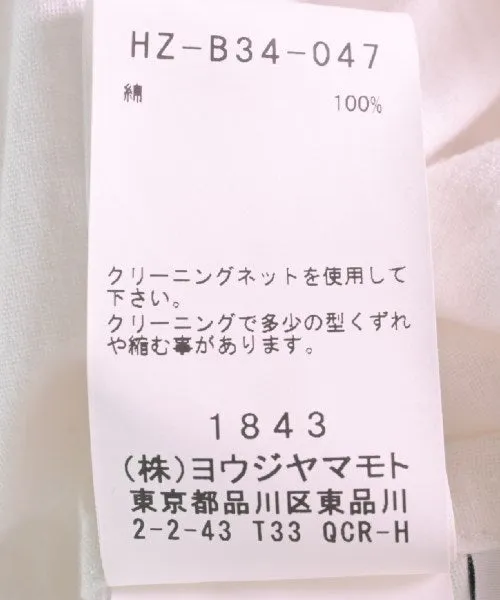 HZ-B34-047
綿 100%
クリーニングネットを使用して
下さい。
クリーニングで多少の型くずれ
や縮む事があります。
1843
(株)ヨウジヤマモト
東京都品川区東品川
2-2-43 T33 QCR-H